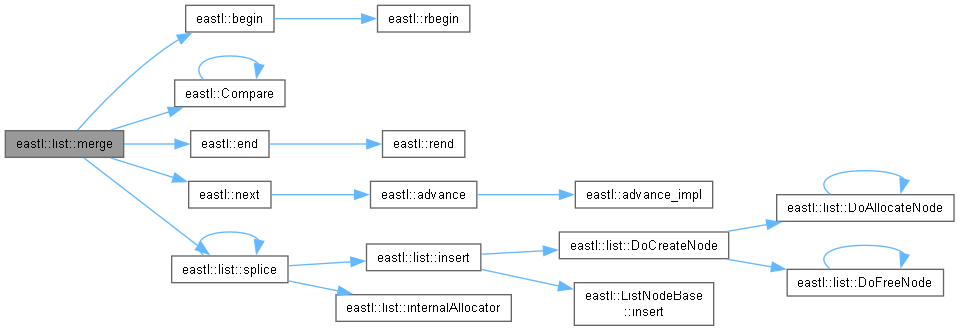 eastl::list::merge
eastl::begin
eastl::rbegin
eastl::Compare
eastl::end
eastl::rend
eastl::next
eastl::advance
eastl::advance_impl
eastl::list::splice
eastl::list::insert
eastl::list::internalAllocator
eastl::list::DoCreateNode
eastl::ListNodeBase
::insert
eastl::list::DoAllocateNode
eastl::list::DoFreeNode